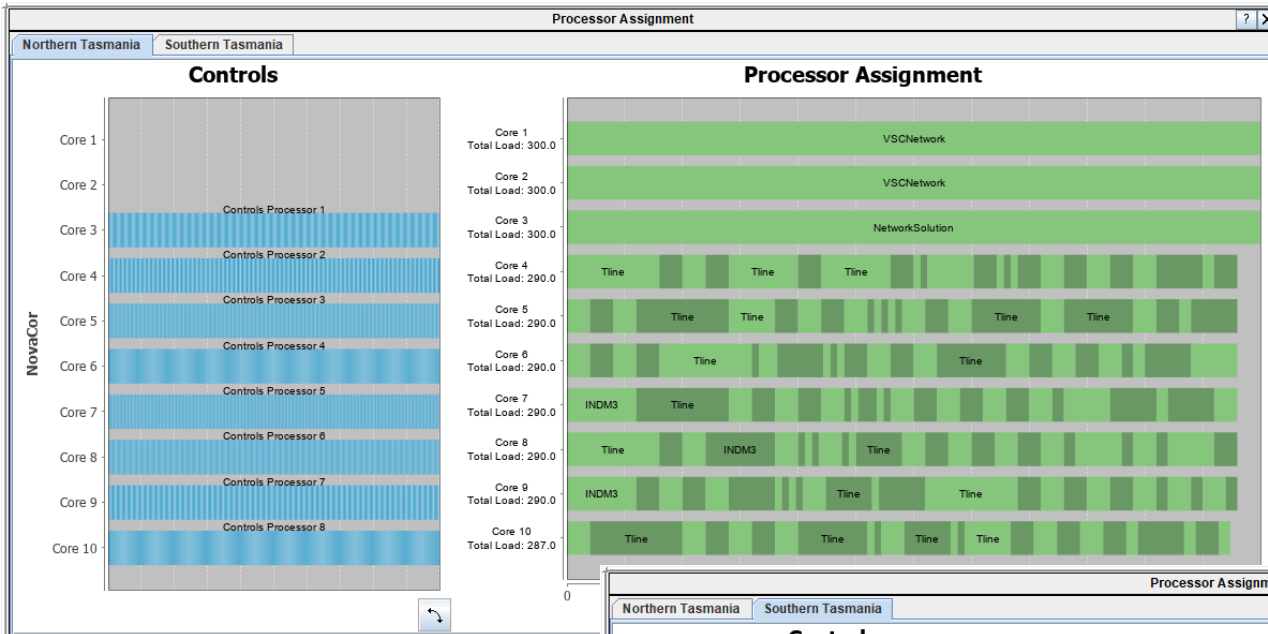 Processor Assignment
?
Northern Tasmania Southern Tasmania
Controls
NovaCor
Core 1
Core 2
Controls Processor 1
Core 3
Controls Processor 2
Core 4
Controls Processor 3
Core 5
Controls Processor 4
Core 6
Controls Processor 5
Core 7
Controls Processor 6
Core 8
Controls Processor 7
Core 9
Controls Processor 8
Core 10
Processor Assignment
Core 1
Total Load: 300.0
VSCNetwork
Core 2
Total Load: 300.0
VSCNetwork
Core 3
Total Load: 300.0
NetworkSolution
Core 4
Total Load: 290.0
Tline Tline Tline
Core 5
Total Load: 290.0
Tline Tline Tline Tline
Core 6
Total Load: 290.0
Tline Tline
Core 7
Total Load: 290.0
INDM3 Tline
Core 8
Total Load: 290.0
Tline INDM3 Tline
Core 9
Total Load: 290.0
INDM3 Tline Tline
Core 10
Total Load: 287.0
Tline Tline Tline Tline
0
Processor Assignm
Northern Tasmania Southern Tasmania